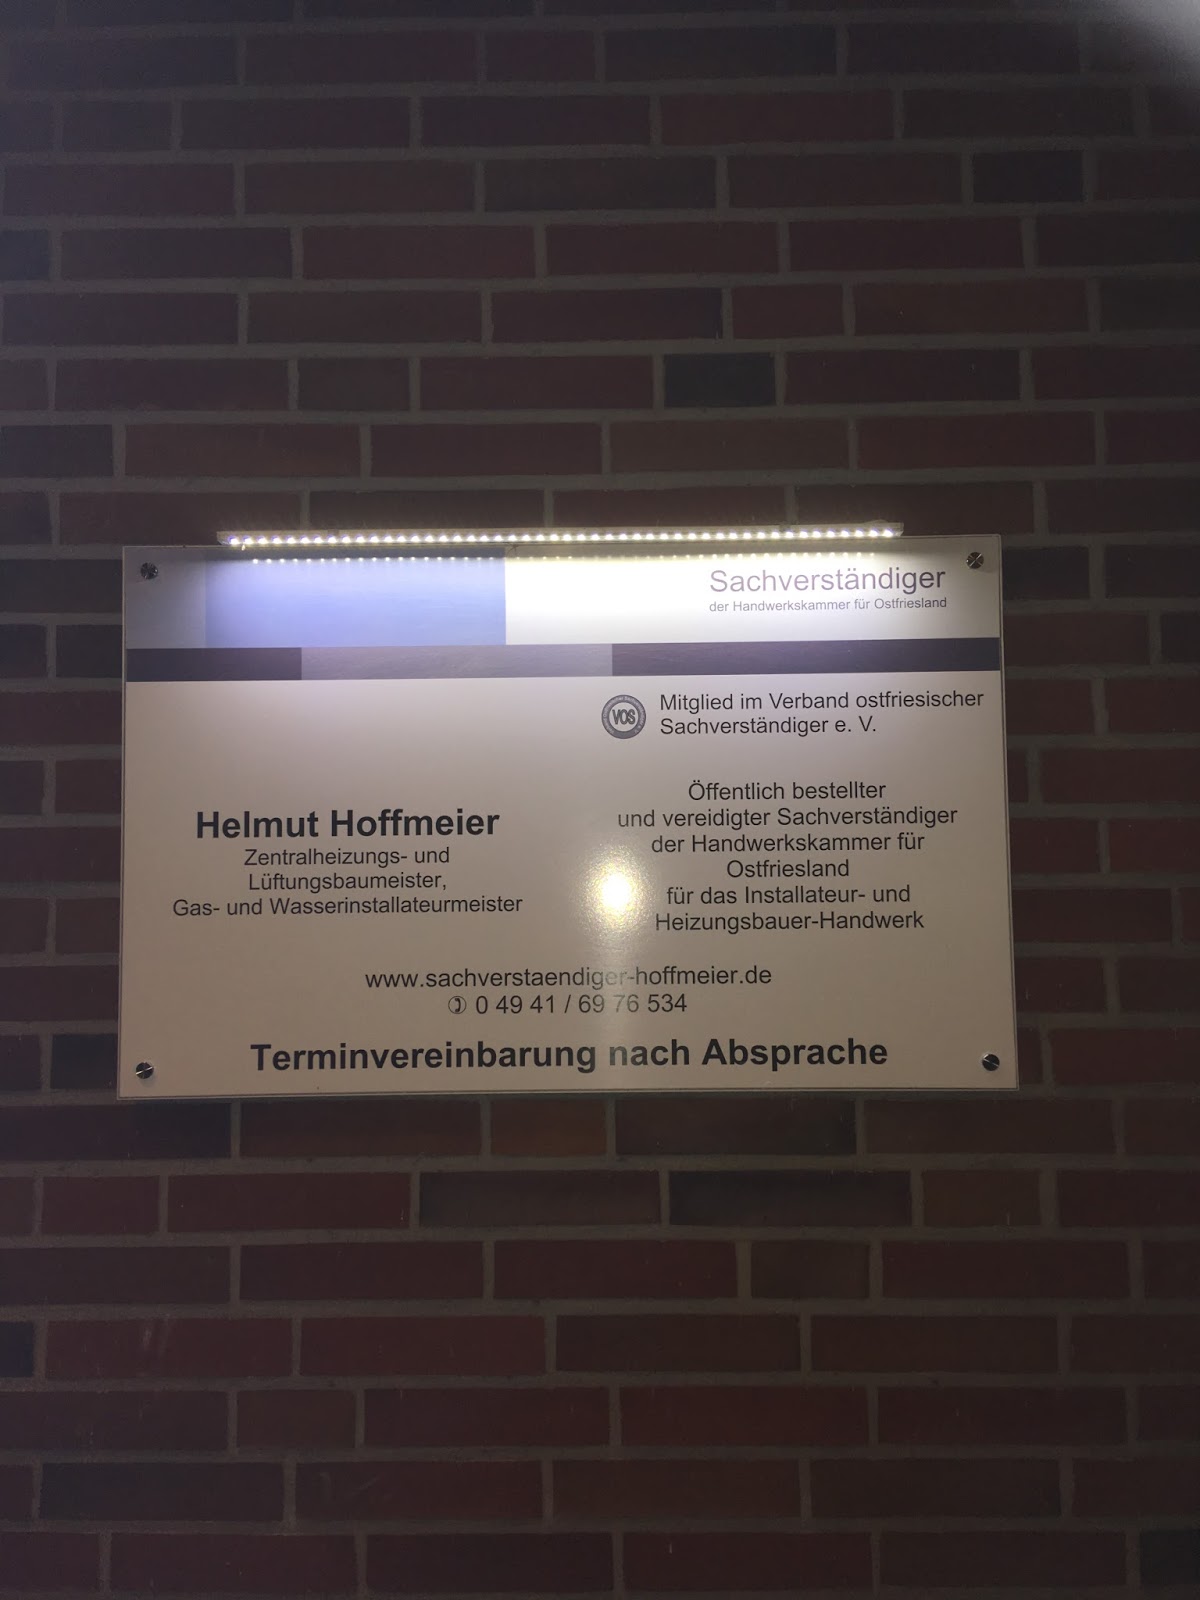 Sachverständiger
der Handwerkskammer für Ostfriesland
VOS
Mitglied im Verband ostfriesischer
Sachverständiger e. V.
Helmut Hoffmeier
Zentralheizungs- und
Lüftungsbaumeister,
Gas- und Wasserinstallateurmeister
Öffentlich bestellter
und vereidigter Sachverständiger
der Handwerkskammer für
Ostfriesland
für das Installateur- und
Heizungsbauer-Handwerk
www.sachverstaendiger-hoffmeier.de
✆ 0 49 41 / 69 76 534
Terminvereinbarung nach Absprache